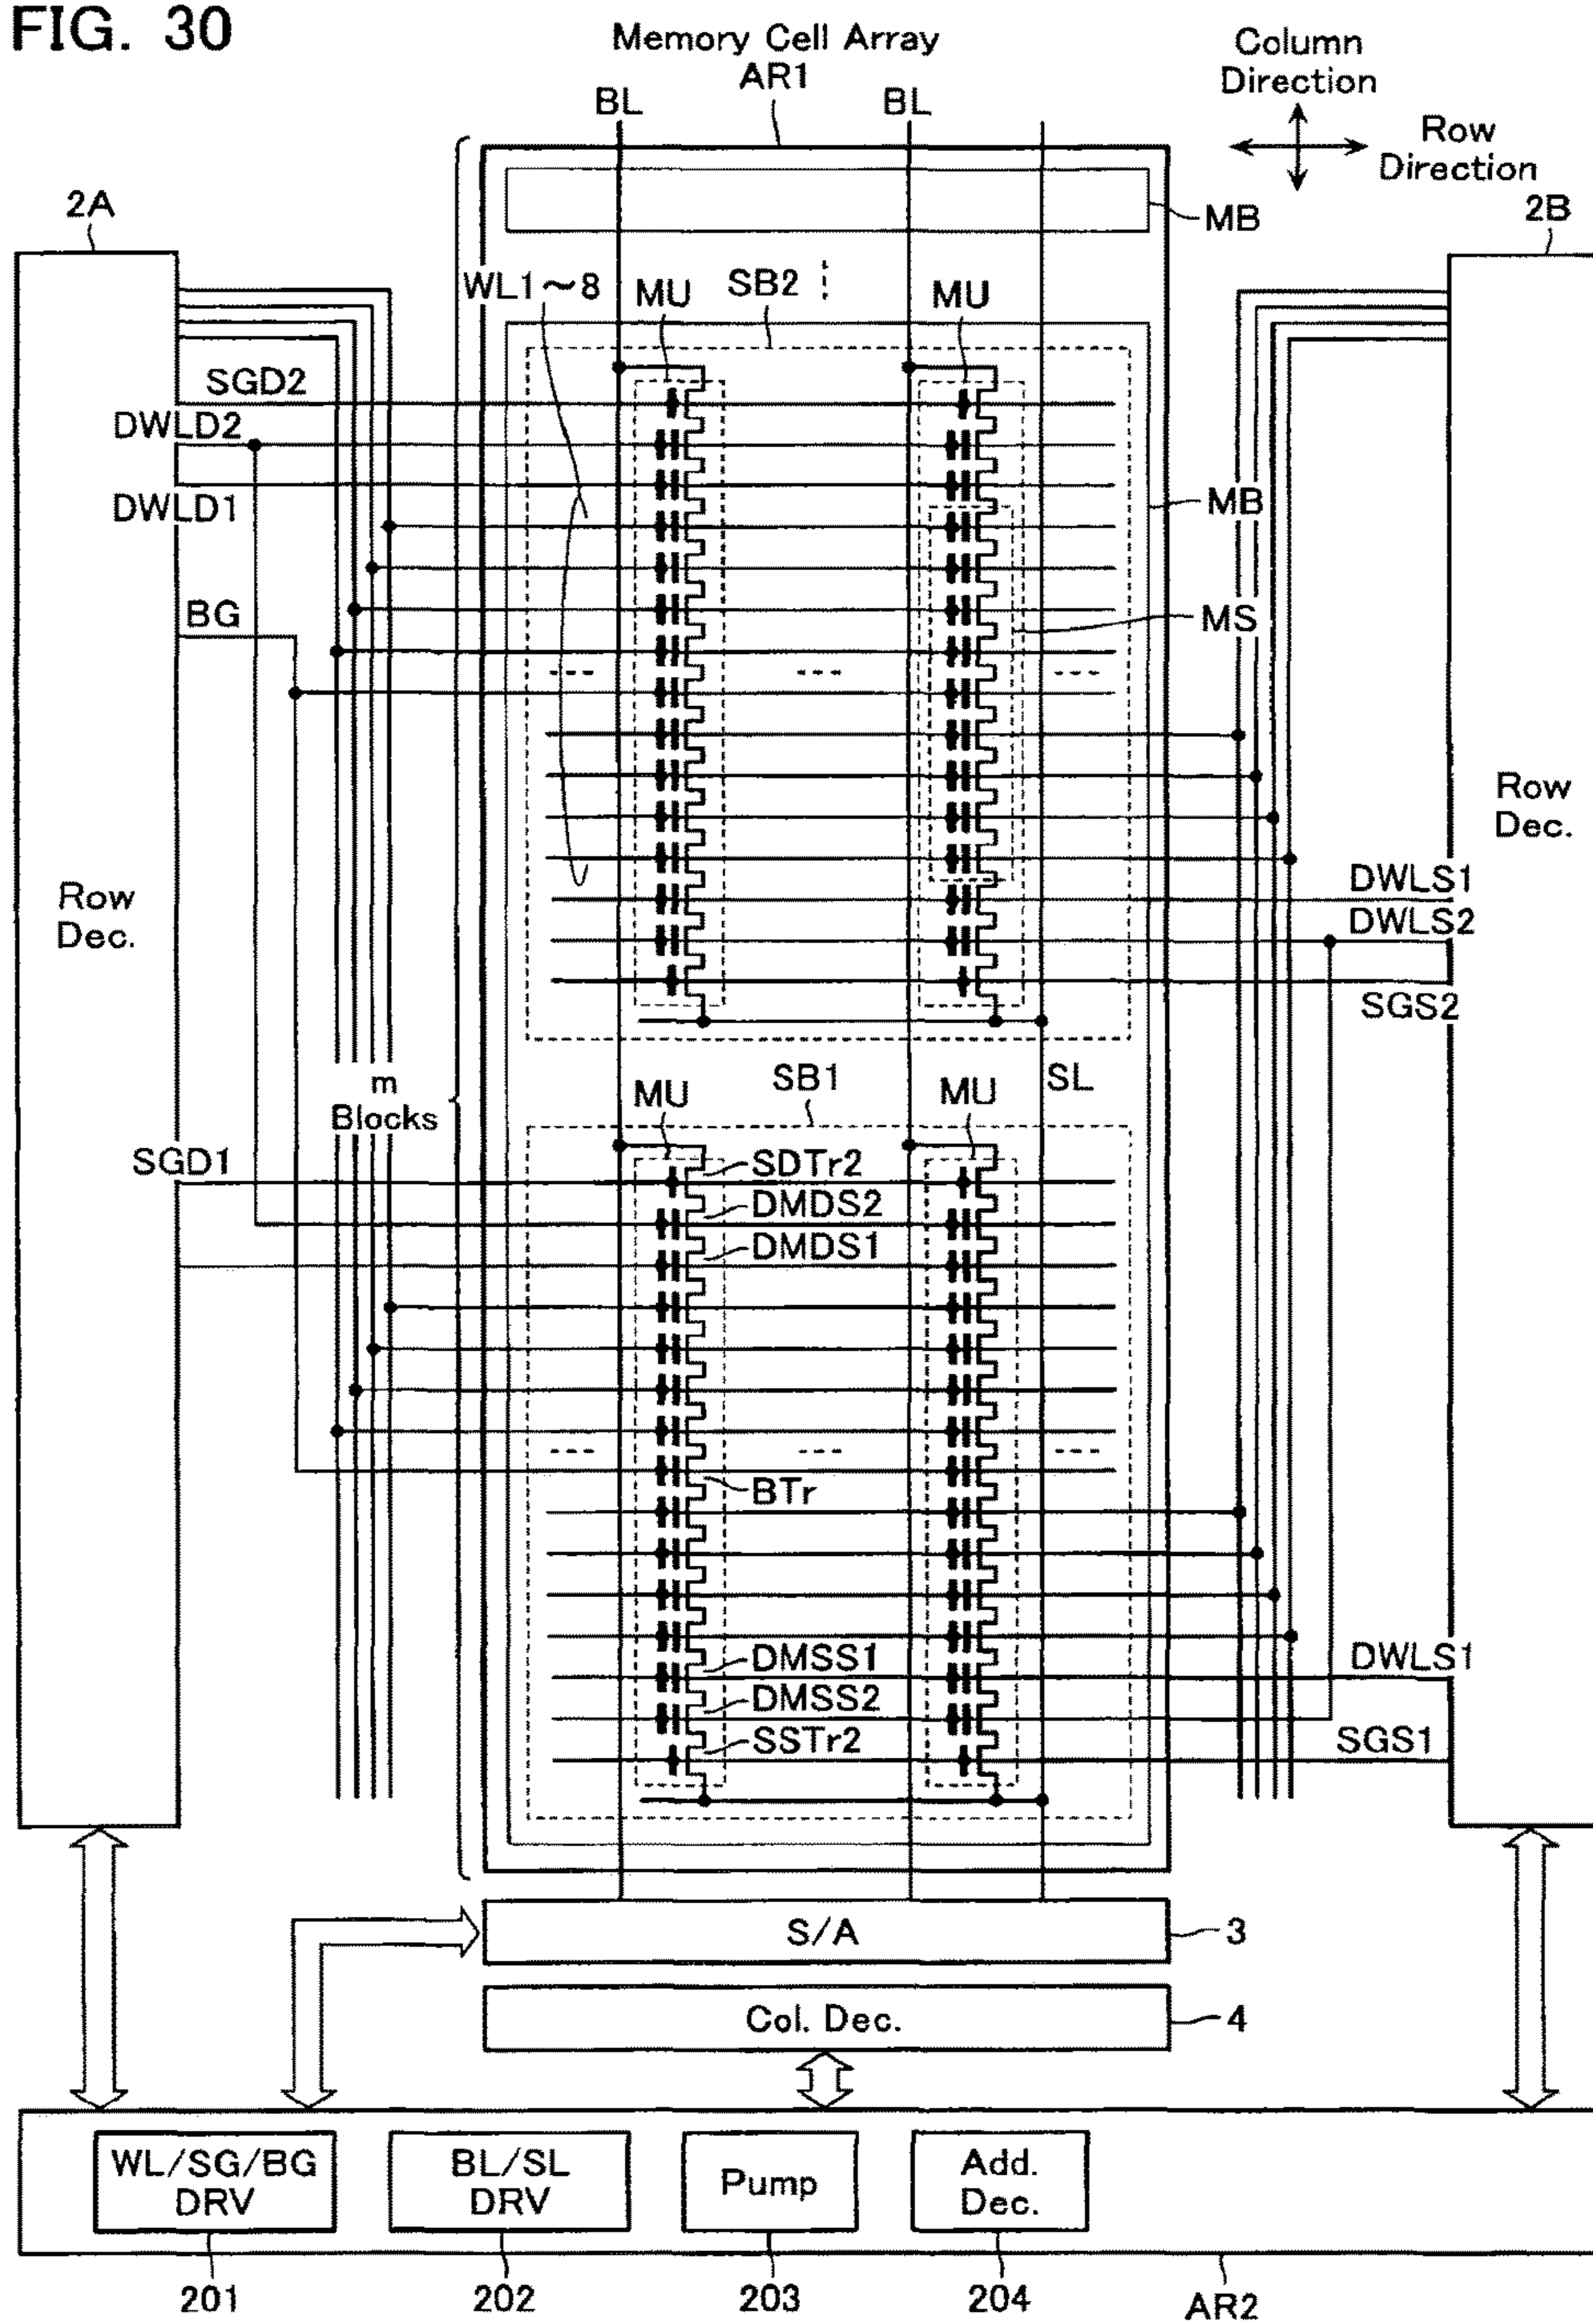 FIG. 30
Memory Cell Array
AR1
Column
Direction
Row
Direction
BL
BL
2A
MB
2B
WL1~8
MU
SB2
MU
SGD2
DWLD2
DWLD1
MB
BG
MS
Row
Dec.
Row
Dec.
DWLS1
DWLS2
SGS2
m
Blocks
MU
SB1
MU
SL
SGD1
SDTr2
DMDS2
DMDS1
BTr
DMSS1
DWLS1
DMSS2
SSTr2
SGS1
S/A
3
Col. Dec.
4
WL/SG/BG
DRV
BL/SL
DRV
Pump
Add.
Dec.
201
202
203
204
AR2